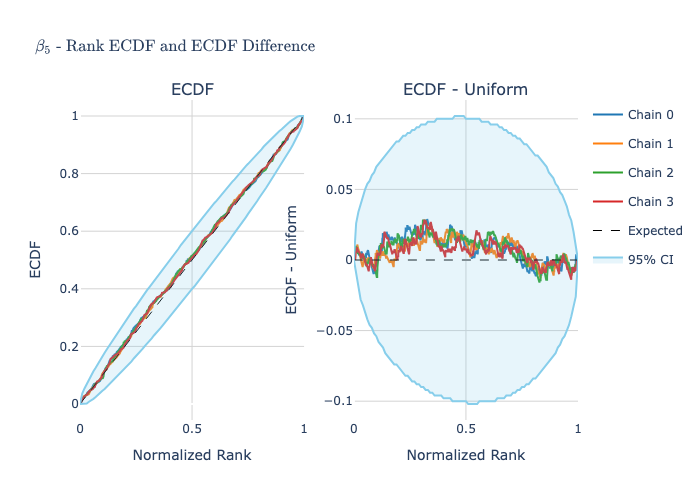 β₅ - Rank ECDF and ECDF Difference
ECDF
ECDF - Uniform
1
0.8
0.6
0.4
0.2
0
0
0.5
1
ECDF
Normalized Rank
0.1
0.05
0
−0.05
−0.1
0
0.5
1
ECDF - Uniform
Normalized Rank
Chain 0
Chain 1
Chain 2
Chain 3
Expected
95% CI